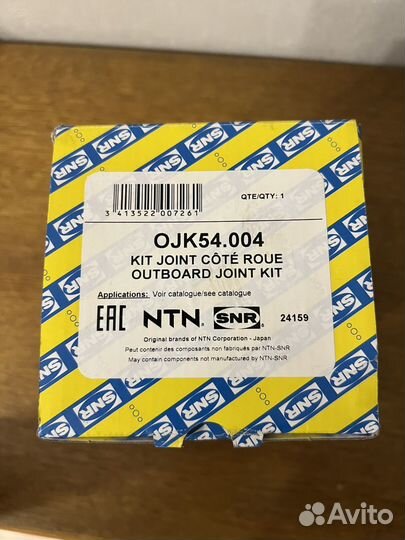 SNR
QTE/QTY: 1
3 413522 007261
OJK54.004
KIT JOINT CÔTÉ ROUE
OUTBOARD JOINT KIT
Applications: Voir catalogue/see catalogue
EAC NTN® SNR® 24159
Original brands of NTN Corporation - Japan
Peut contenir des composants non fabriqués par NTN-SNR
May contain components not manufactured by NTN-SNR
Avito